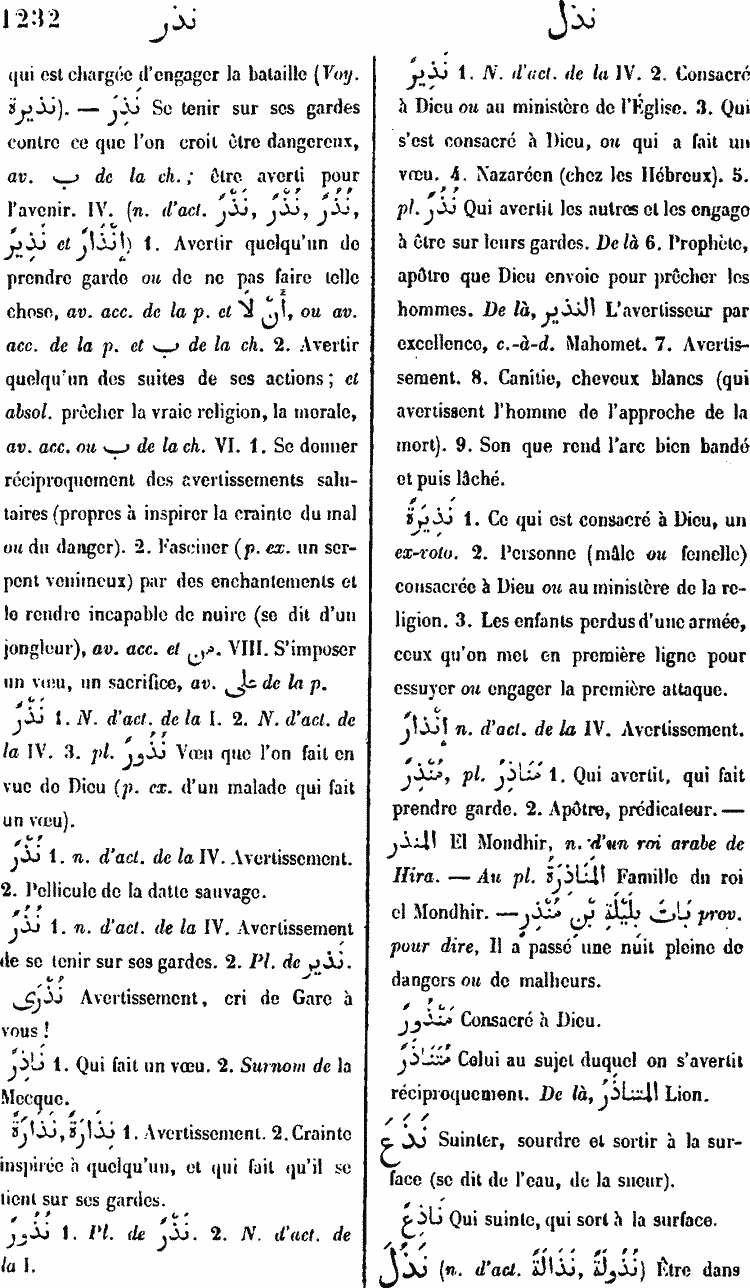 1232
نذر
نذل
qui est chargée d'engager la bataille (Voy.
نذيرة). — نَذِرَ Se tenir sur ses gardes
contre ce que l'on croit être dangereux,
av. ب de la ch.; être averti pour
l'avenir. IV. (n. d'act. نَذْرٌ, نُذْرٌ, نُذُرٌ,
نَذِيرٌ et إِنْذَارٌ) 1. Avertir quelqu'un de
prendre garde ou de ne pas faire telle
chose, av. acc. de la p. et أَنْ لَا, ou av.
acc. de la p. et ب de la ch. 2. Avertir
quelqu'un des suites de ses actions; et
absol. prêcher la vraie religion, la morale,
av. acc. ou ب de la ch. VI. 1. Se donner
réciproquement des avertissements salu-
taires (propres à inspirer la crainte du mal
ou du danger). 2. Fasciner (p. ex. un ser-
pent venimeux) par des enchantements et
le rendre incapable de nuire (se dit d'un
jongleur), av. acc. et من. VIII. S'imposer
un vœu, un sacrifice, av. على de la p.
نَذْرٌ 1. N. d'act. de la I. 2. N. d'act. de
la IV. 3. pl. نُذُورٌ Vœu que l'on fait en
vue de Dieu (p. ex. d'un malade qui fait
un vœu).
نُذْرٌ 1. n. d'act. de la IV. Avertissement.
2. Pellicule de la datte sauvage.
نُذُرٌ 1. n. d'act. de la IV. Avertissement
de se tenir sur ses gardes. 2. Pl. de نذير.
نُذْرَى Avertissement, cri de Gare à
vous!
نَاذِرٌ 1. Qui fait un vœu. 2. Surnom de la
Mecque.
نَذَارَةٌ, نِذَارَةٌ 1. Avertissement. 2. Crainte
inspirée à quelqu'un, et qui fait qu'il se
tient sur ses gardes.
نُذُورٌ 1. Pl. de نَذْرٌ. 2. N. d'act. de
la I.
نَذِيرٌ 1. N. d'act. de la IV. 2. Consacré
à Dieu ou au ministère de l'Église. 3. Qui
s'est consacré à Dieu, ou qui a fait un
vœu. 4. Nazaréen (chez les Hébreux). 5.
pl. نُذُرٌ Qui avertit les autres et les engage
à être sur leurs gardes. De là 6. Prophète,
apôtre que Dieu envoie pour prêcher les
hommes. De là, النذير L'avertisseur par
excellence, c.-à-d. Mahomet. 7. Avertis-
sement. 8. Canitie, cheveux blancs (qui
avertissent l'homme de l'approche de la
mort). 9. Son que rend l'arc bien bandé
et puis lâché.
نَذِيرَةٌ 1. Ce qui est consacré à Dieu, un
ex-voto. 2. Personne (mâle ou femelle)
consacrée à Dieu ou au ministère de la re-
ligion. 3. Les enfants perdus d'une armée,
ceux qu'on met en première ligne pour
essuyer ou engager la première attaque.
إِنْذَارٌ n. d'act. de la IV. Avertissement.
مُنْذِرٌ, pl. مَنَاذِرُ 1. Qui avertit, qui fait
prendre garde. 2. Apôtre, prédicateur. —
المنذر El Mondhir, n. d'un roi arabe de
Hira. — Au pl. المَنَاذِرَةُ Famille du roi
el Mondhir. — بَاتَ بِلَيْلَةِ بْنِ مُنْذِرٍ prov.
pour dire, Il a passé une nuit pleine de
dangers ou de malheurs.
مَنْذُورٌ Consacré à Dieu.
مُتَنَاذَرٌ Celui au sujet duquel on s'avertit
réciproquement. De là, المتناذَرُ Lion.
نَذَعَ Suinter, sourdre et sortir à la sur-
face (se dit de l'eau, de la sueur).
نَاذِعٌ Qui suinte, qui sort à la surface.
نَذُلَ (n. d'act. نَذَالَةٌ, نُذُولَةٌ) Être dans